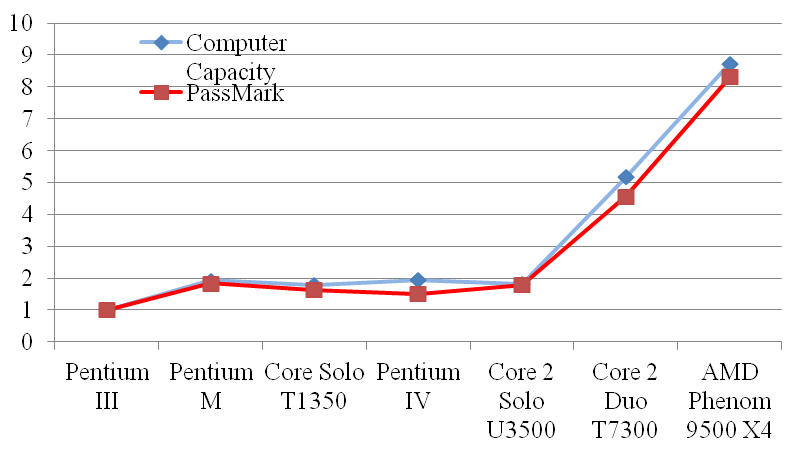 10
9
8
7
6
5
4
3
2
1
0
Computer
Capacity
PassMark
Pentium
III
Pentium
M
Core Solo
T1350
Pentium
IV
Core 2
Solo
U3500
Core 2
Duo
T7300
AMD
Phenom
9500 X4